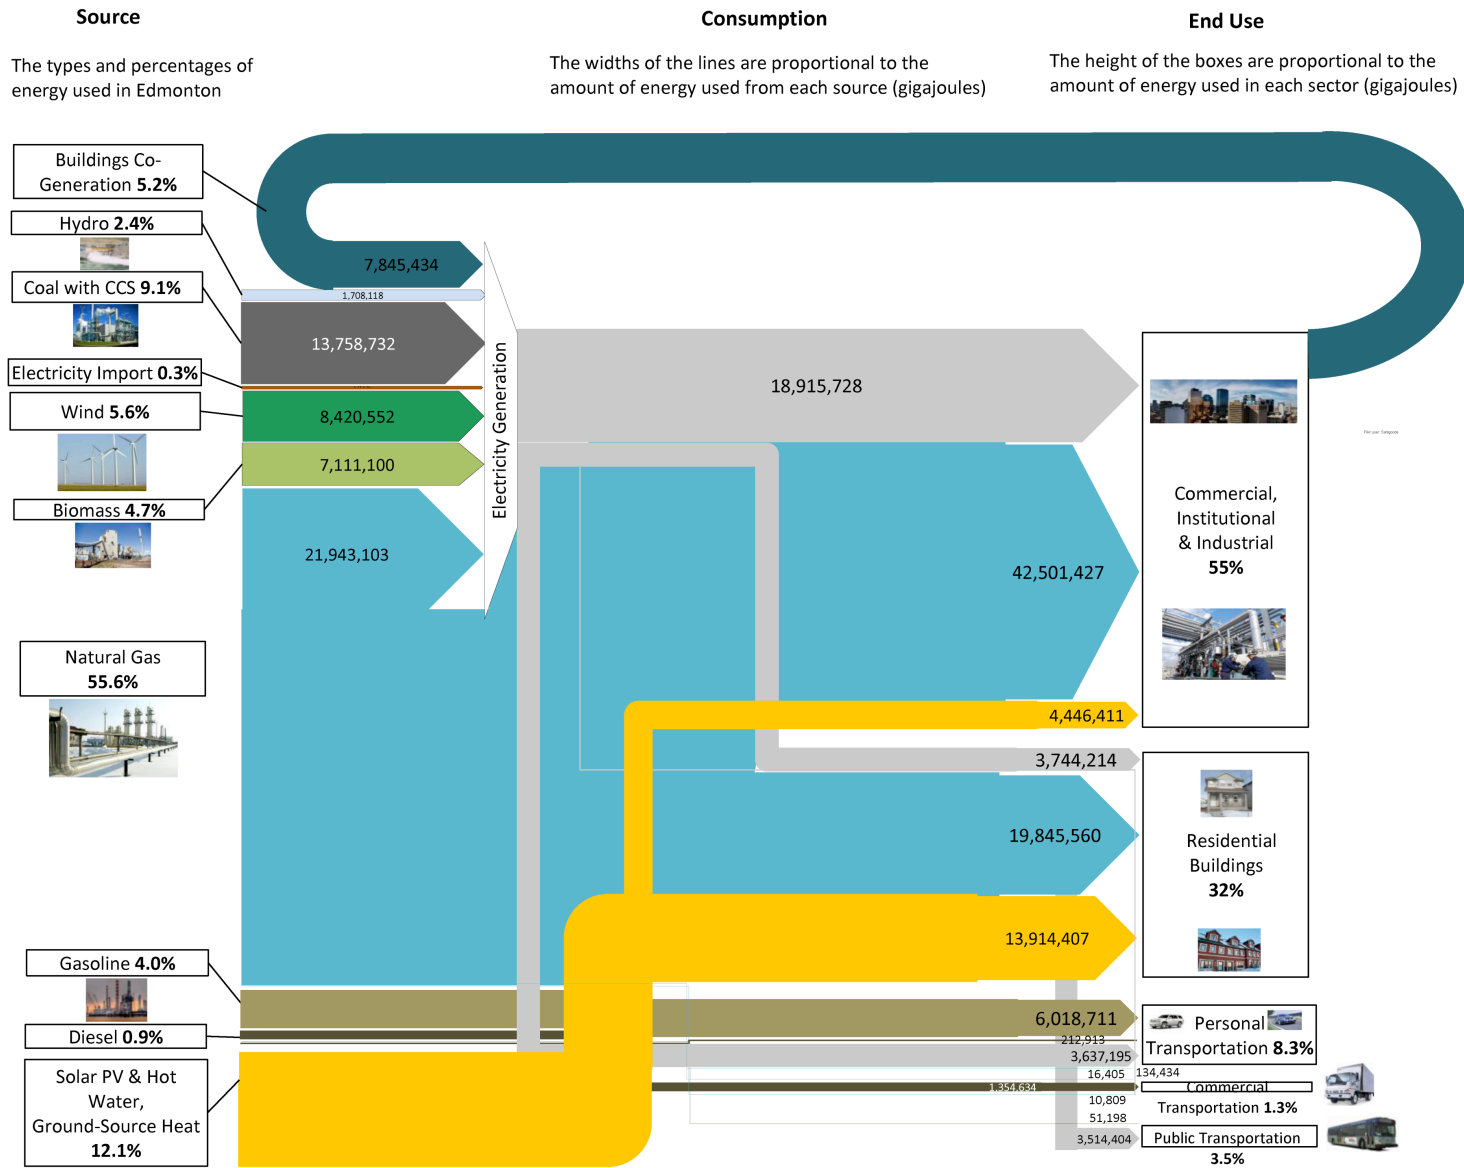 Source
Consumption
End Use
The types and percentages of
energy used in Edmonton
The widths of the lines are proportional to the
amount of energy used from each source (gigajoules)
The height of the boxes are proportional to the
amount of energy used in each sector (gigajoules)
Buildings Co-
Generation 5.2%
Hydro 2.4%
Coal with CCS 9.1%
Electricity Import 0.3%
Wind 5.6%
Biomass 4.7%
Natural Gas
55.6%
Gasoline 4.0%
Diesel 0.9%
Solar PV & Hot
Water,
Ground-Source Heat
12.1%
7,845,434
1,708,118
13,758,732
8,420,552
7,111,100
21,943,103
Electricity Generation
18,915,728
42,501,427
4,446,411
3,744,214
19,845,560
13,914,407
6,018,711
212,913
3,637,195
16,405
134,434
1,354,634
10,809
51,198
3,514,404
Commercial,
Institutional
& Industrial
55%
Residential
Buildings
32%
Personal
Transportation 8.3%
Commercial
Transportation 1.3%
Public Transportation
3.5%